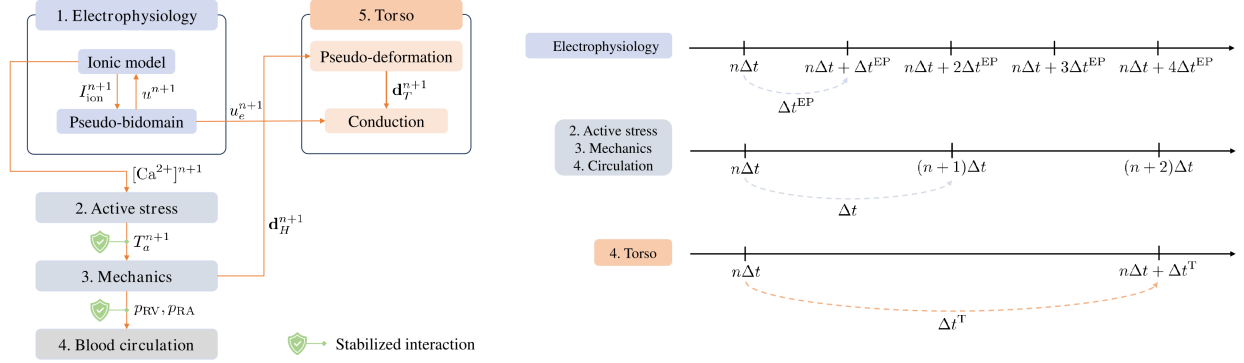 1. Electrophysiology
Ionic model
I_ion^{n+1}
u^{n+1}
Pseudo-bidomain
u_e^{n+1}
[Ca^{2+}]^{n+1}
2. Active stress
T_a^{n+1}
3. Mechanics
p_RV, p_RA
4. Blood circulation
d_H^{n+1}
5. Torso
Pseudo-deformation
d_T^{n+1}
Conduction
Stabilized interaction
Electrophysiology
nΔt
nΔt + Δt^EP
nΔt + 2Δt^EP
nΔt + 3Δt^EP
nΔt + 4Δt^EP
Δt^EP
2. Active stress
3. Mechanics
4. Circulation
nΔt
(n + 1)Δt
(n + 2)Δt
Δt
4. Torso
nΔt
nΔt + Δt^T
Δt^T